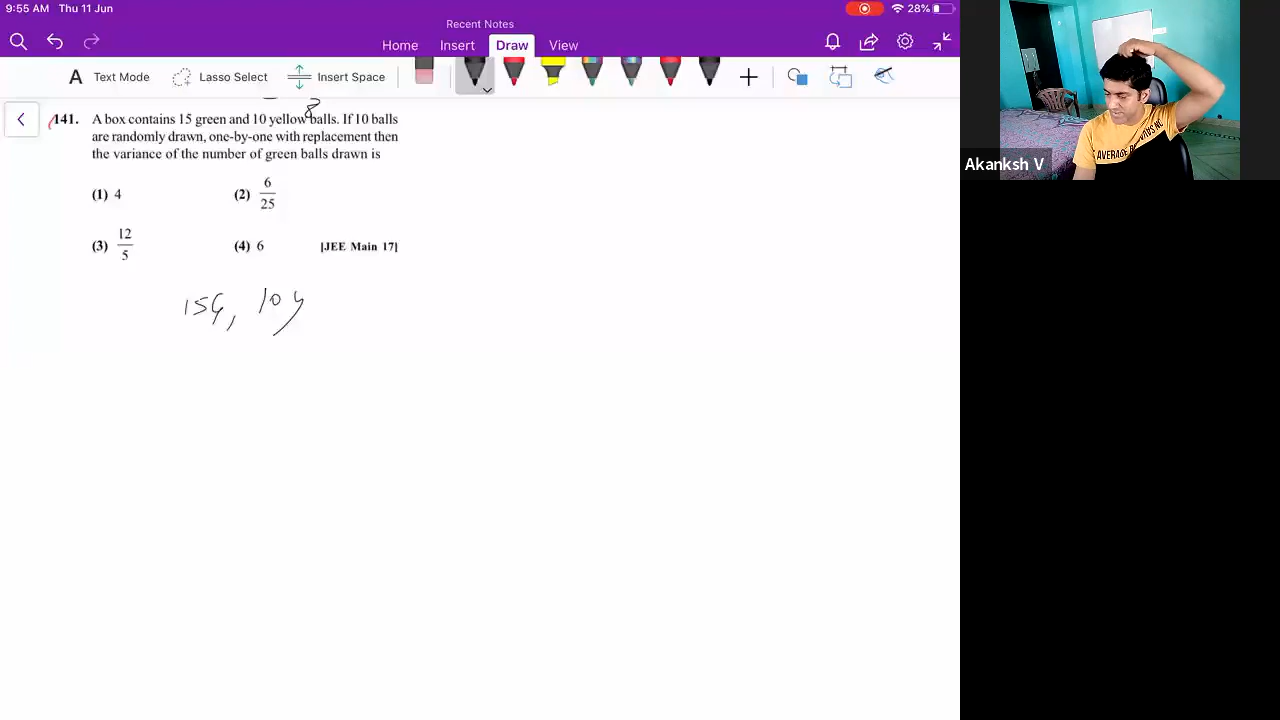 9:55 AM Thu 11 Jun
28%
Recent Notes
Home Insert Draw View
A Text Mode Lasso Select Insert Space
8
141. A box contains 15 green and 10 yellow balls. If 10 balls
are randomly drawn, one-by-one with replacement then
the variance of the number of green balls drawn is
(1) 4 (2) 6/25
(3) 12/5 (4) 6 [JEE Main 17]
15G, 10y
Akanksh V
AVERAGE